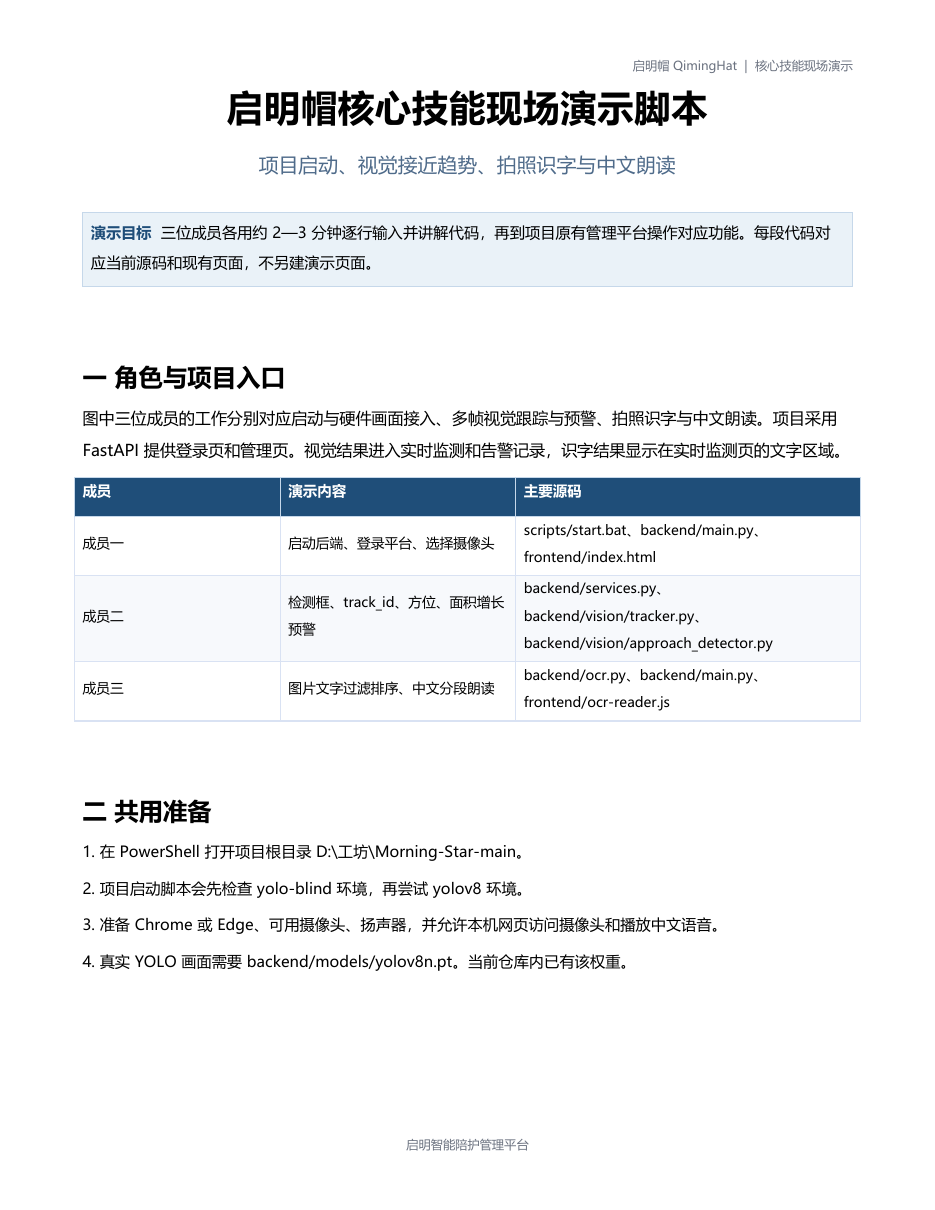 启明帽 QimingHat | 核心技能现场演示
启明帽核心技能现场演示脚本
项目启动、视觉接近趋势、拍照识字与中文朗读
演示目标 三位成员各用约 2—3 分钟逐行输入并讲解代码，再到项目原有管理平台操作对应功能。每段代码对
应当前源码和现有页面，不另建演示页面。
一 角色与项目入口
图中三位成员的工作分别对应启动与硬件画面接入、多帧视觉跟踪与预警、拍照识字与中文朗读。项目采用
FastAPI 提供登录页和管理页。视觉结果进入实时监测和告警记录，识字结果显示在实时监测页的文字区域。
成员 演示内容 主要源码
成员一 启动后端、登录平台、选择摄像头 scripts/start.bat、backend/main.py、
frontend/index.html
成员二 检测框、track_id、方位、面积增长
预警
backend/services.py、
backend/vision/tracker.py、
backend/vision/approach_detector.py
成员三 图片文字过滤排序、中文分段朗读 backend/ocr.py、backend/main.py、
frontend/ocr-reader.js
二 共用准备
1. 在 PowerShell 打开项目根目录 D:\工坊\Morning-Star-main。
2. 项目启动脚本会先检查 yolo-blind 环境，再尝试 yolov8 环境。
3. 准备 Chrome 或 Edge、可用摄像头、扬声器，并允许本机网页访问摄像头和播放中文语音。
4. 真实 YOLO 画面需要 backend/models/yolov8n.pt。当前仓库内已有该权重。
启明智能陪护管理平台